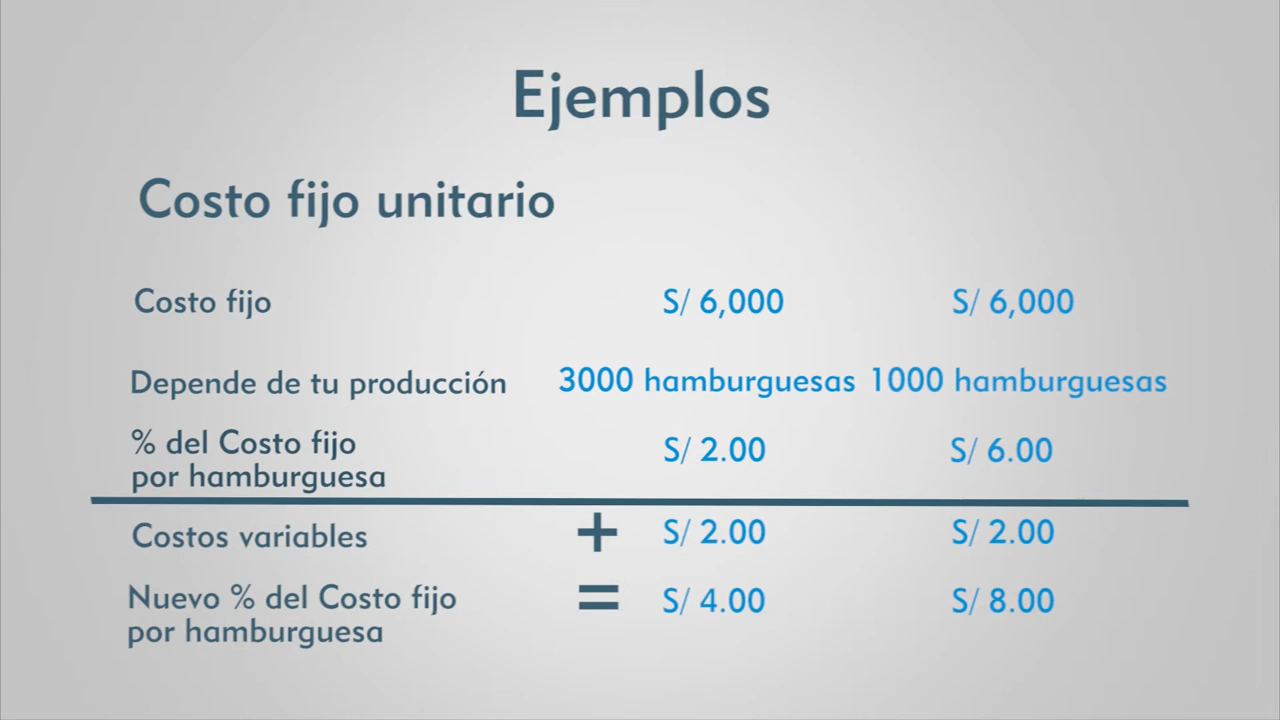 Ejemplos
Costo fijo unitario
Costo fijo S/ 6,000 S/ 6,000
Depende de tu producción 3000 hamburguesas 1000 hamburguesas
% del Costo fijo
por hamburguesa S/ 2.00 S/ 6.00
Costos variables + S/ 2.00 S/ 2.00
Nuevo % del Costo fijo
por hamburguesa = S/ 4.00 S/ 8.00